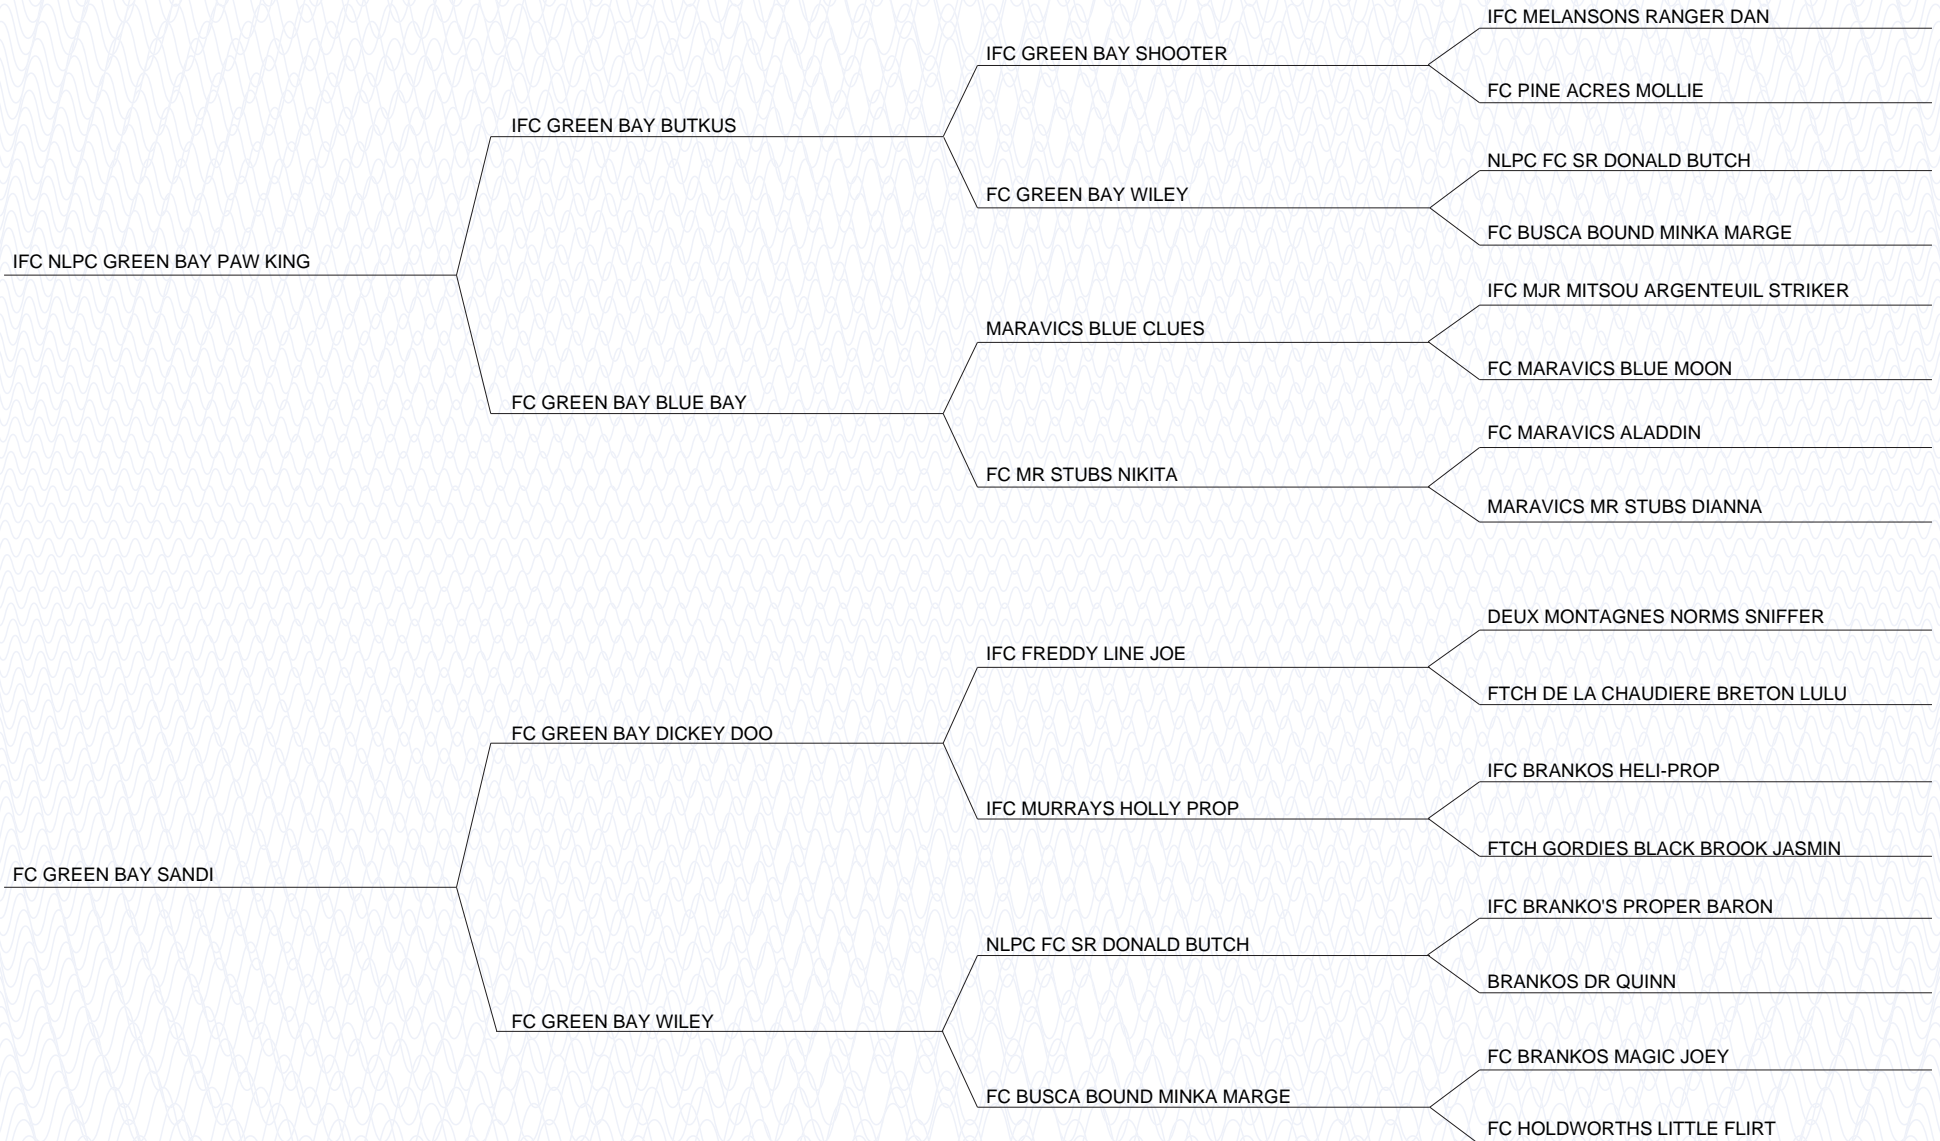 IFC MELANSONS RANGER DAN
IFC GREEN BAY SHOOTER
FC PINE ACRES MOLLIE
IFC GREEN BAY BUTKUS
NLPC FC SR DONALD BUTCH
FC GREEN BAY WILEY
FC BUSCA BOUND MINKA MARGE
IFC NLPC GREEN BAY PAW KING
IFC MJR MITSOU ARGENTEUIL STRIKER
MARAVICS BLUE CLUES
FC MARAVICS BLUE MOON
FC GREEN BAY BLUE BAY
FC MARAVICS ALADDIN
FC MR STUBS NIKITA
MARAVICS MR STUBS DIANNA
DEUX MONTAGNES NORMS SNIFFER
IFC FREDDY LINE JOE
FTCH DE LA CHAUDIERE BRETON LULU
FC GREEN BAY DICKEY DOO
IFC BRANKOS HELI-PROP
IFC MURRAYS HOLLY PROP
FTCH GORDIES BLACK BROOK JASMIN
FC GREEN BAY SANDI
IFC BRANKO'S PROPER BARON
NLPC FC SR DONALD BUTCH
BRANKOS DR QUINN
FC GREEN BAY WILEY
FC BRANKOS MAGIC JOEY
FC BUSCA BOUND MINKA MARGE
FC HOLDWORTHS LITTLE FLIRT